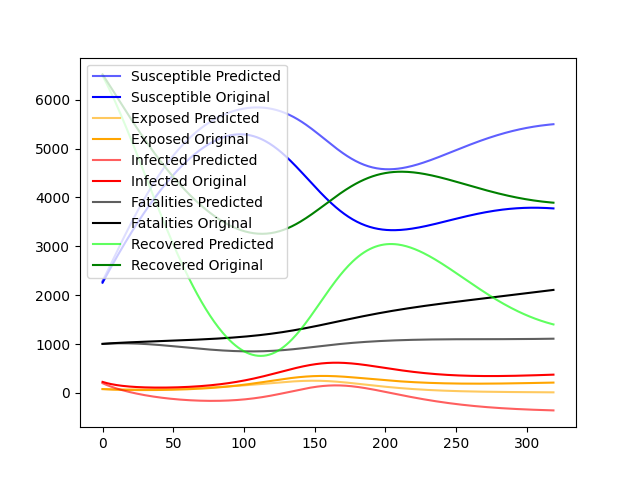 Susceptible Predicted
Susceptible Original
Exposed Predicted
Exposed Original
Infected Predicted
Infected Original
Fatalities Predicted
Fatalities Original
Recovered Predicted
Recovered Original
6000
5000
4000
3000
2000
1000
0
0 50 100 150 200 250 300